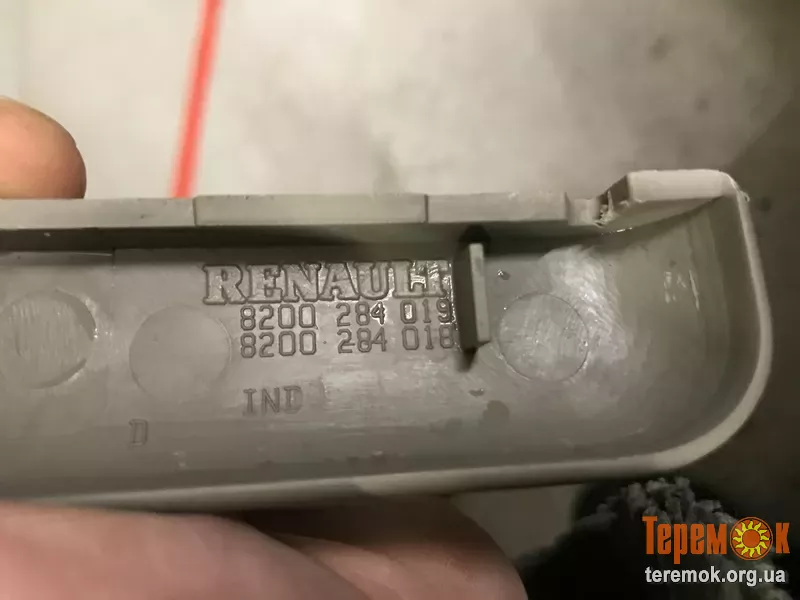 RENAULT
8200 284 019
8200 284 018
IND
D
ТеремОк
teremok.org.ua